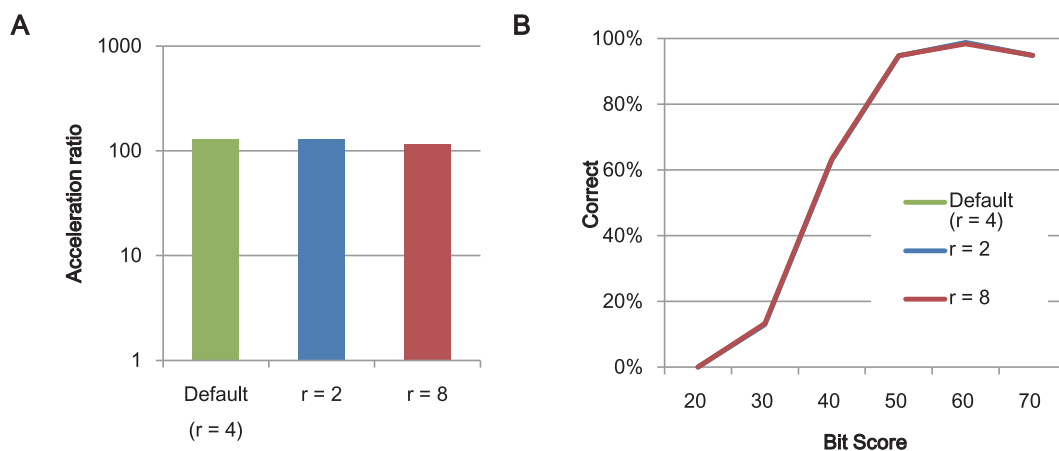 A
1000
100
10
1
Acceleration ratio
Default
(r = 4)
r = 2
r = 8
B
100%
80%
60%
40%
20%
0%
Correct
Default
(r = 4)
r = 2
r = 8
20 30 40 50 60 70
Bit Score